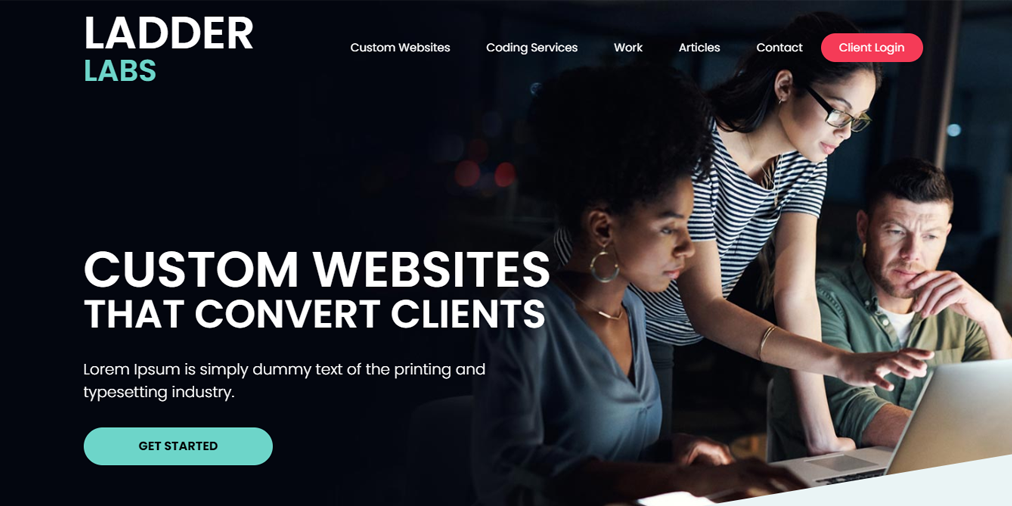 LADDER
LABS
Custom Websites
Coding Services
Work
Articles
Contact
Client Login
CUSTOM WEBSITES
THAT CONVERT CLIENTS
Lorem Ipsum is simply dummy text of the printing and
typesetting industry.
GET STARTED